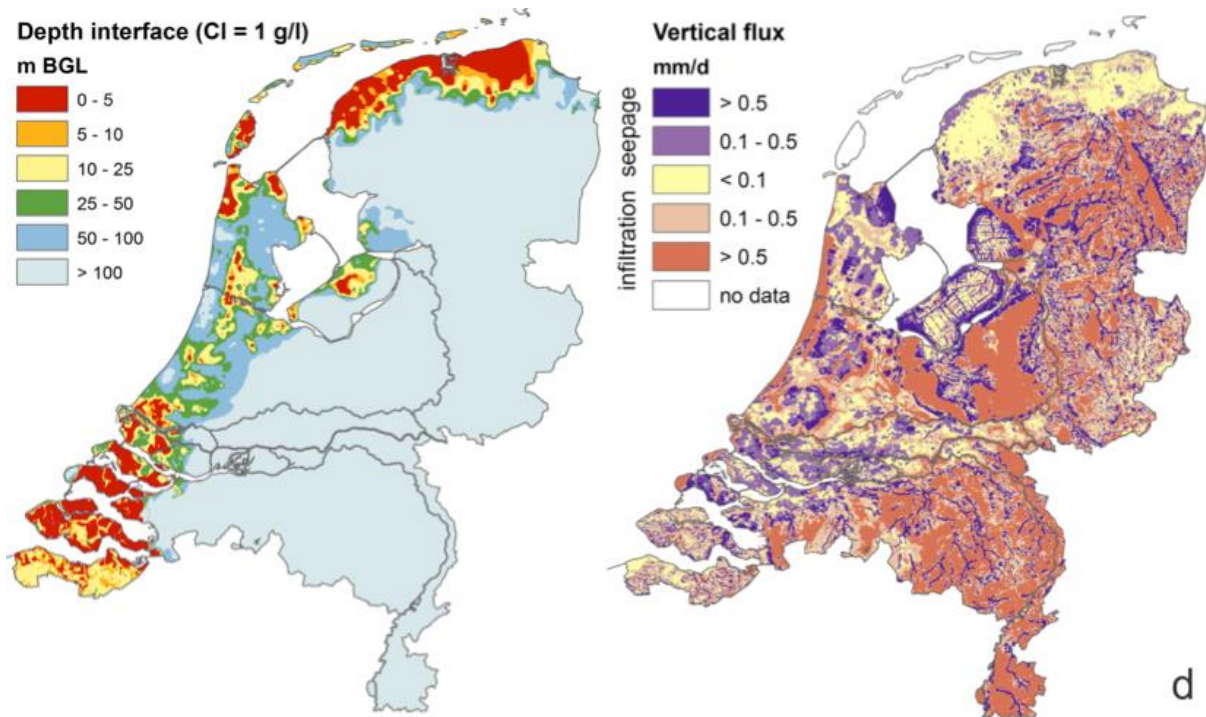 Depth interface (Cl = 1 g/l)
m BGL
0 - 5
5 - 10
10 - 25
25 - 50
50 - 100
> 100
Vertical flux
mm/d
infiltration seepage
> 0.5
0.1 - 0.5
< 0.1
0.1 - 0.5
> 0.5
no data
d